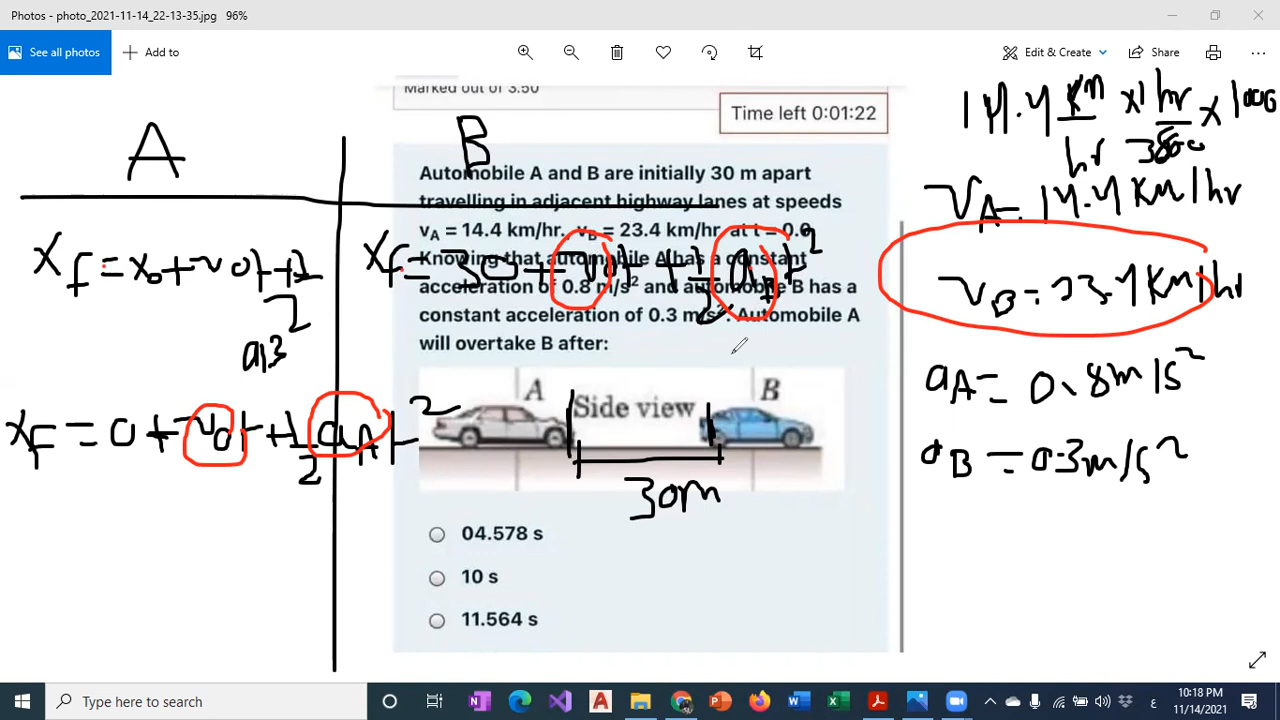 Photos - photo_2021-11-14_22-13-35.jpg 96%
See all photos
Add to
Edit & Create
Share
Marked out of 3.50
Time left 0:01:22
Automobile A and B are initially 30 m apart
travelling in adjacent highway lanes at speeds
vA = 14.4 km/hr., vB = 23.4 km/hr, at t = 0.0
Knowing that automobile A has a constant
acceleration of 0.8 m/s² and automobile B has a
constant acceleration of 0.3 m/s². Automobile A
will overtake B after:
A
B
Side view
30m
04.578 s
10 s
11.564 s
A
B
Xf = x0 + v0t + 1/2
at²
XF = 0 + v0t + 1/2 aA t²
Xf = 30 + v0t + 1/2 aB t²
14.4 km/hr x 1hr/3600 x 1000
VA = 14.4 km/hr
VB = 23.4 km/hr
aA = 0.8 m/s²
aB = 0.3 m/s²
Type here to search
ع
10:18 PM
11/14/2021